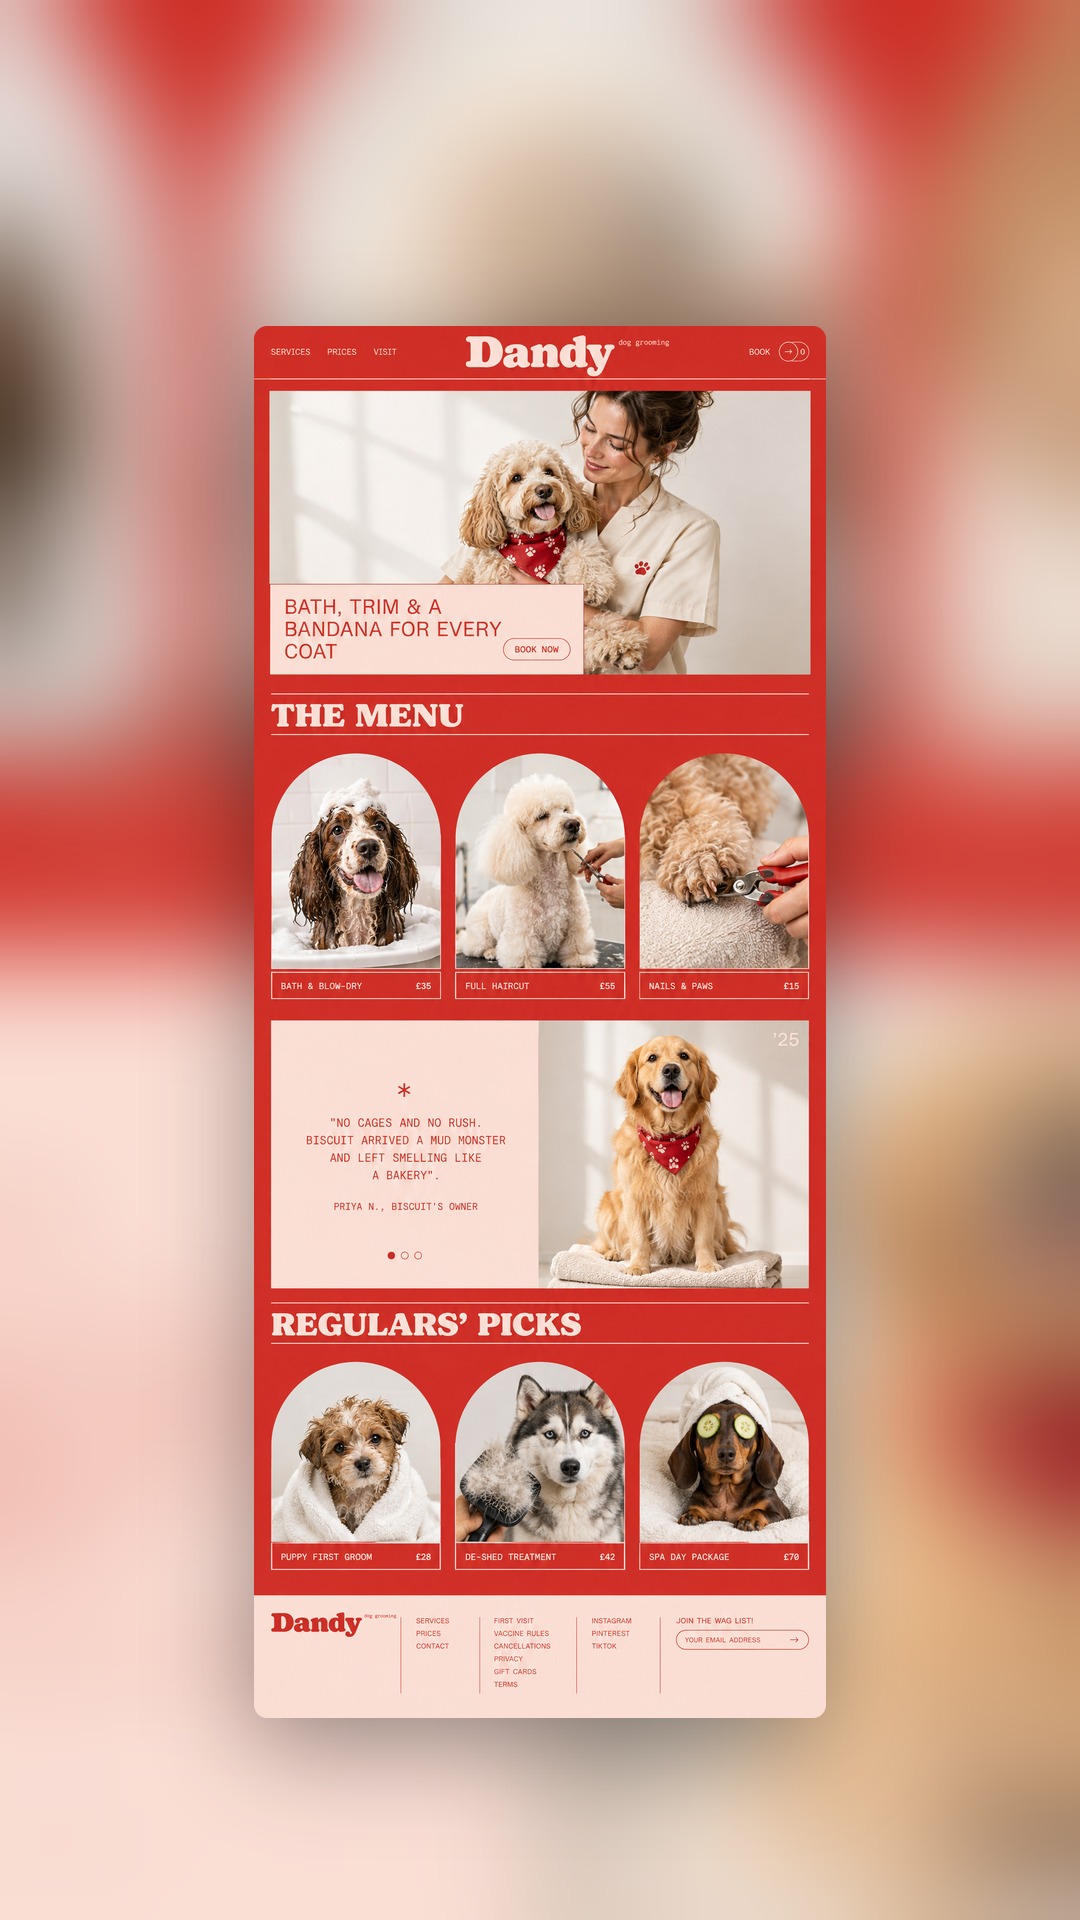 SERVICES PRICES VISIT
Dandy dog grooming
BOOK → 0
BATH, TRIM & A
BANDANA FOR EVERY
COAT
BOOK NOW
THE MENU
BATH & BLOW-DRY £35
FULL HAIRCUT £55
NAILS & PAWS £15
’25
*
"NO CAGES AND NO RUSH.
BISCUIT ARRIVED A MUD MONSTER
AND LEFT SMELLING LIKE
A BAKERY".
PRIYA N., BISCUIT'S OWNER
REGULARS’ PICKS
PUPPY FIRST GROOM £28
DE-SHED TREATMENT £42
SPA DAY PACKAGE £70
Dandy dog grooming
SERVICES
PRICES
CONTACT
FIRST VISIT
VACCINE RULES
CANCELLATIONS
PRIVACY
GIFT CARDS
TERMS
INSTAGRAM
PINTEREST
TIKTOK
JOIN THE WAG LIST!
YOUR EMAIL ADDRESS →